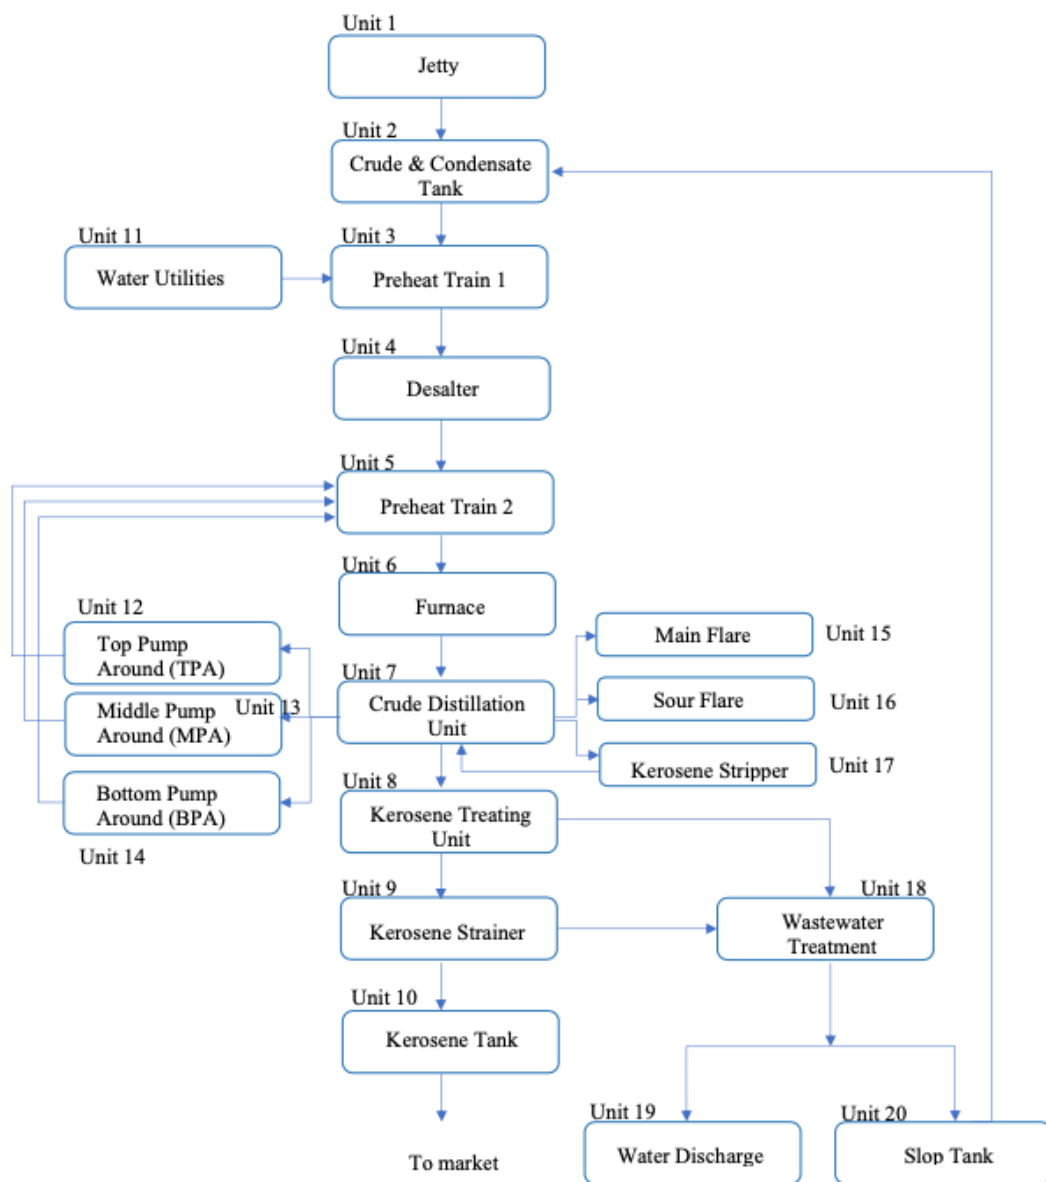 Unit 1
Jetty
Unit 2
Crude & Condensate
Tank
Unit 11
Water Utilities
Unit 3
Preheat Train 1
Unit 4
Desalter
Unit 5
Preheat Train 2
Unit 6
Furnace
Unit 12
Top Pump
Around (TPA)
Unit 13
Middle Pump
Around (MPA)
Bottom Pump
Around (BPA)
Unit 14
Unit 7
Crude Distillation
Unit
Main Flare
Unit 15
Sour Flare
Unit 16
Kerosene Stripper
Unit 17
Unit 8
Kerosene Treating
Unit
Unit 9
Kerosene Strainer
Unit 18
Wastewater
Treatment
Unit 10
Kerosene Tank
To market
Unit 19
Water Discharge
Unit 20
Slop Tank